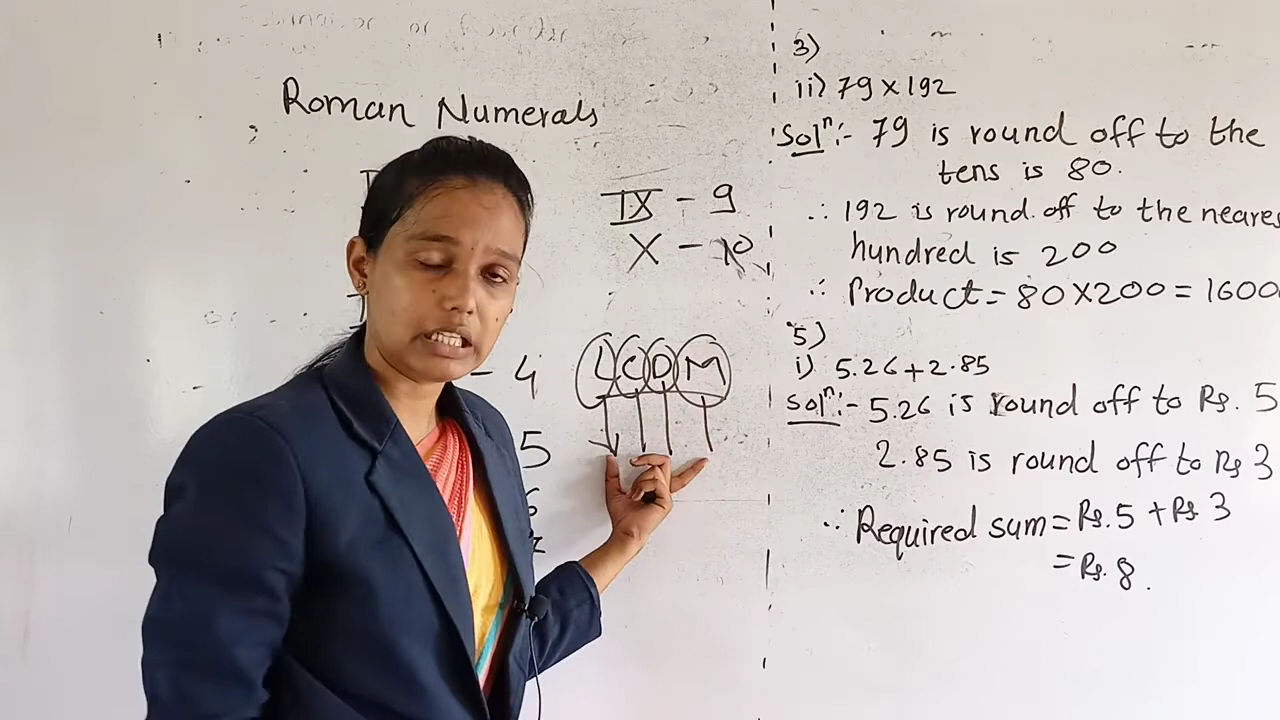 Roman Numerals
IX - 9
X - 10
- 4
5
6
L C D M
3)
ii) 79 x 192
Solⁿ:- 79 is round off to the
tens is 80.
∴ 192 is round off to the neares
hundred is 200
∴ Product = 80 X 200 = 1600
5)
i) 5.26 + 2.85
Solⁿ:- 5.26 is round off to Rs. 5
2.85 is round off to Rs 3
∴ Required sum = Rs. 5 + Rs 3
= Rs. 8.